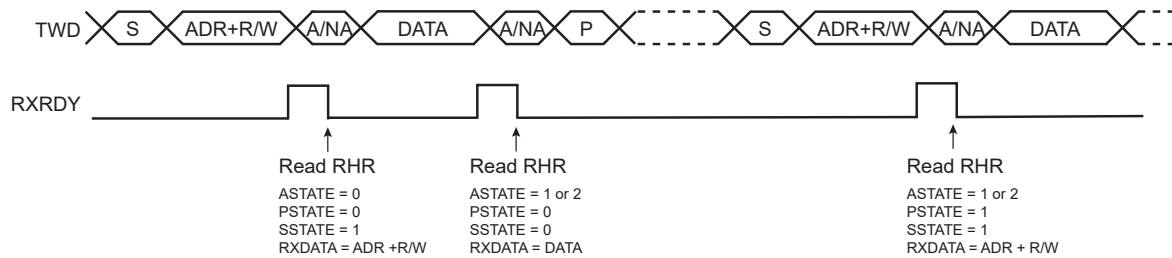 TWD S ADR+R/W A/NA DATA A/NA P S ADR+R/W A/NA DATA
RXRDY
Read RHR Read RHR Read RHR
ASTATE = 0 ASTATE = 1 or 2 ASTATE = 1 or 2
PSTATE = 0 PSTATE = 0 PSTATE = 1
SSTATE = 1 SSTATE = 0 SSTATE = 1
RXDATA = ADR +R/W RXDATA = DATA RXDATA = ADR + R/W